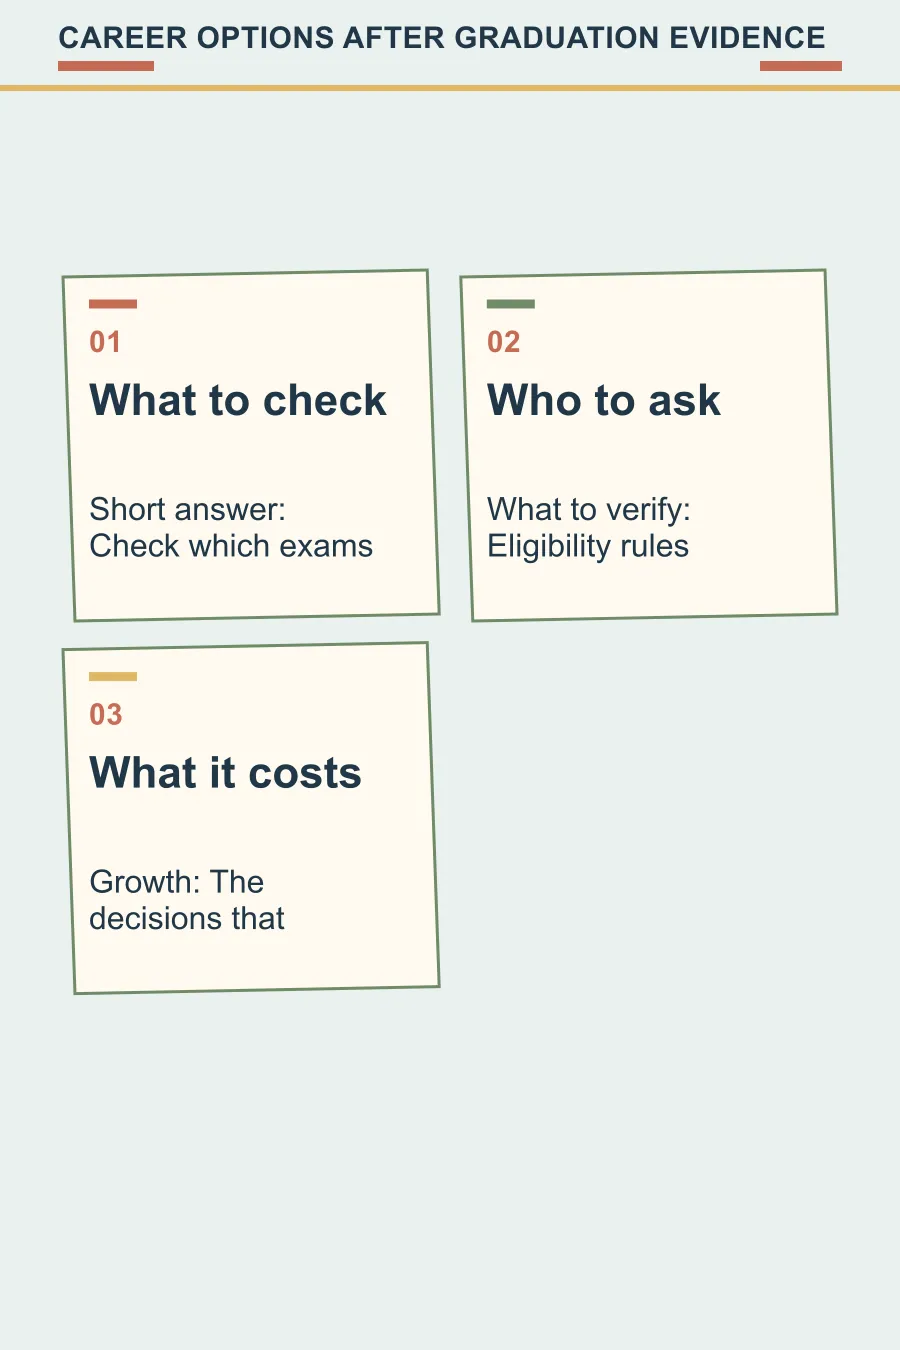 CAREER OPTIONS AFTER GRADUATION EVIDENCE
01
What to check
Short answer:
Check which exams
02
Who to ask
What to verify:
Eligibility rules
03
What it costs
Growth: The
decisions that